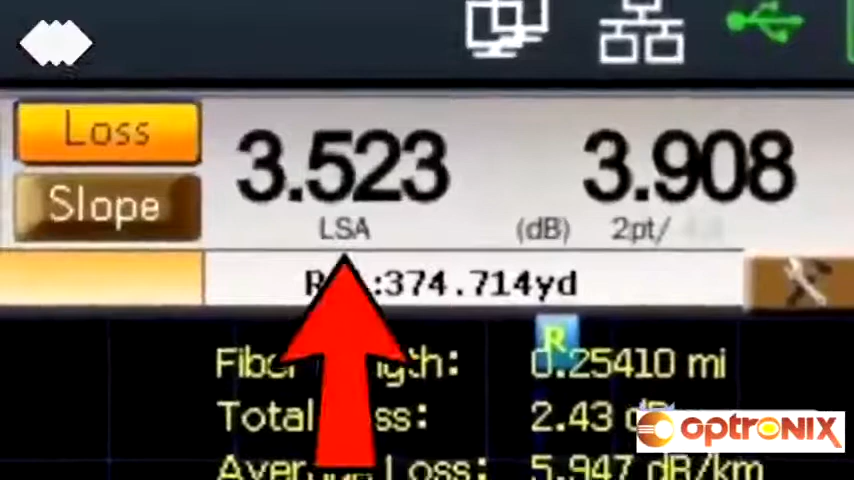 Loss
3.523 3.908
Slope
LSA (dB) 2pt/
:374.714yd
R
Fiber 0.25410 mi
Total 2.43
Average Loss: 5.947 dB/km
optronix